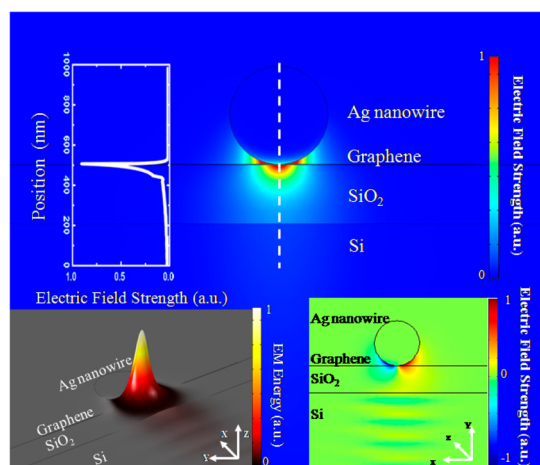 1000
800
600
400
200
0
Position (nm)
1.0
0.5
0.0
Electric Field Strength (a.u.)
Ag nanowire
Graphene
SiO2
Si
1
0
Electric Field Strength (a.u.)
Ag nanowire
Graphene
SiO2
Si
X
Y
Z
1
0
EM Energy (a.u)
Ag nanowire
Graphene
SiO2
Si
Y
Z
X
1
0
-1
Electric Field Strength (a.u.)